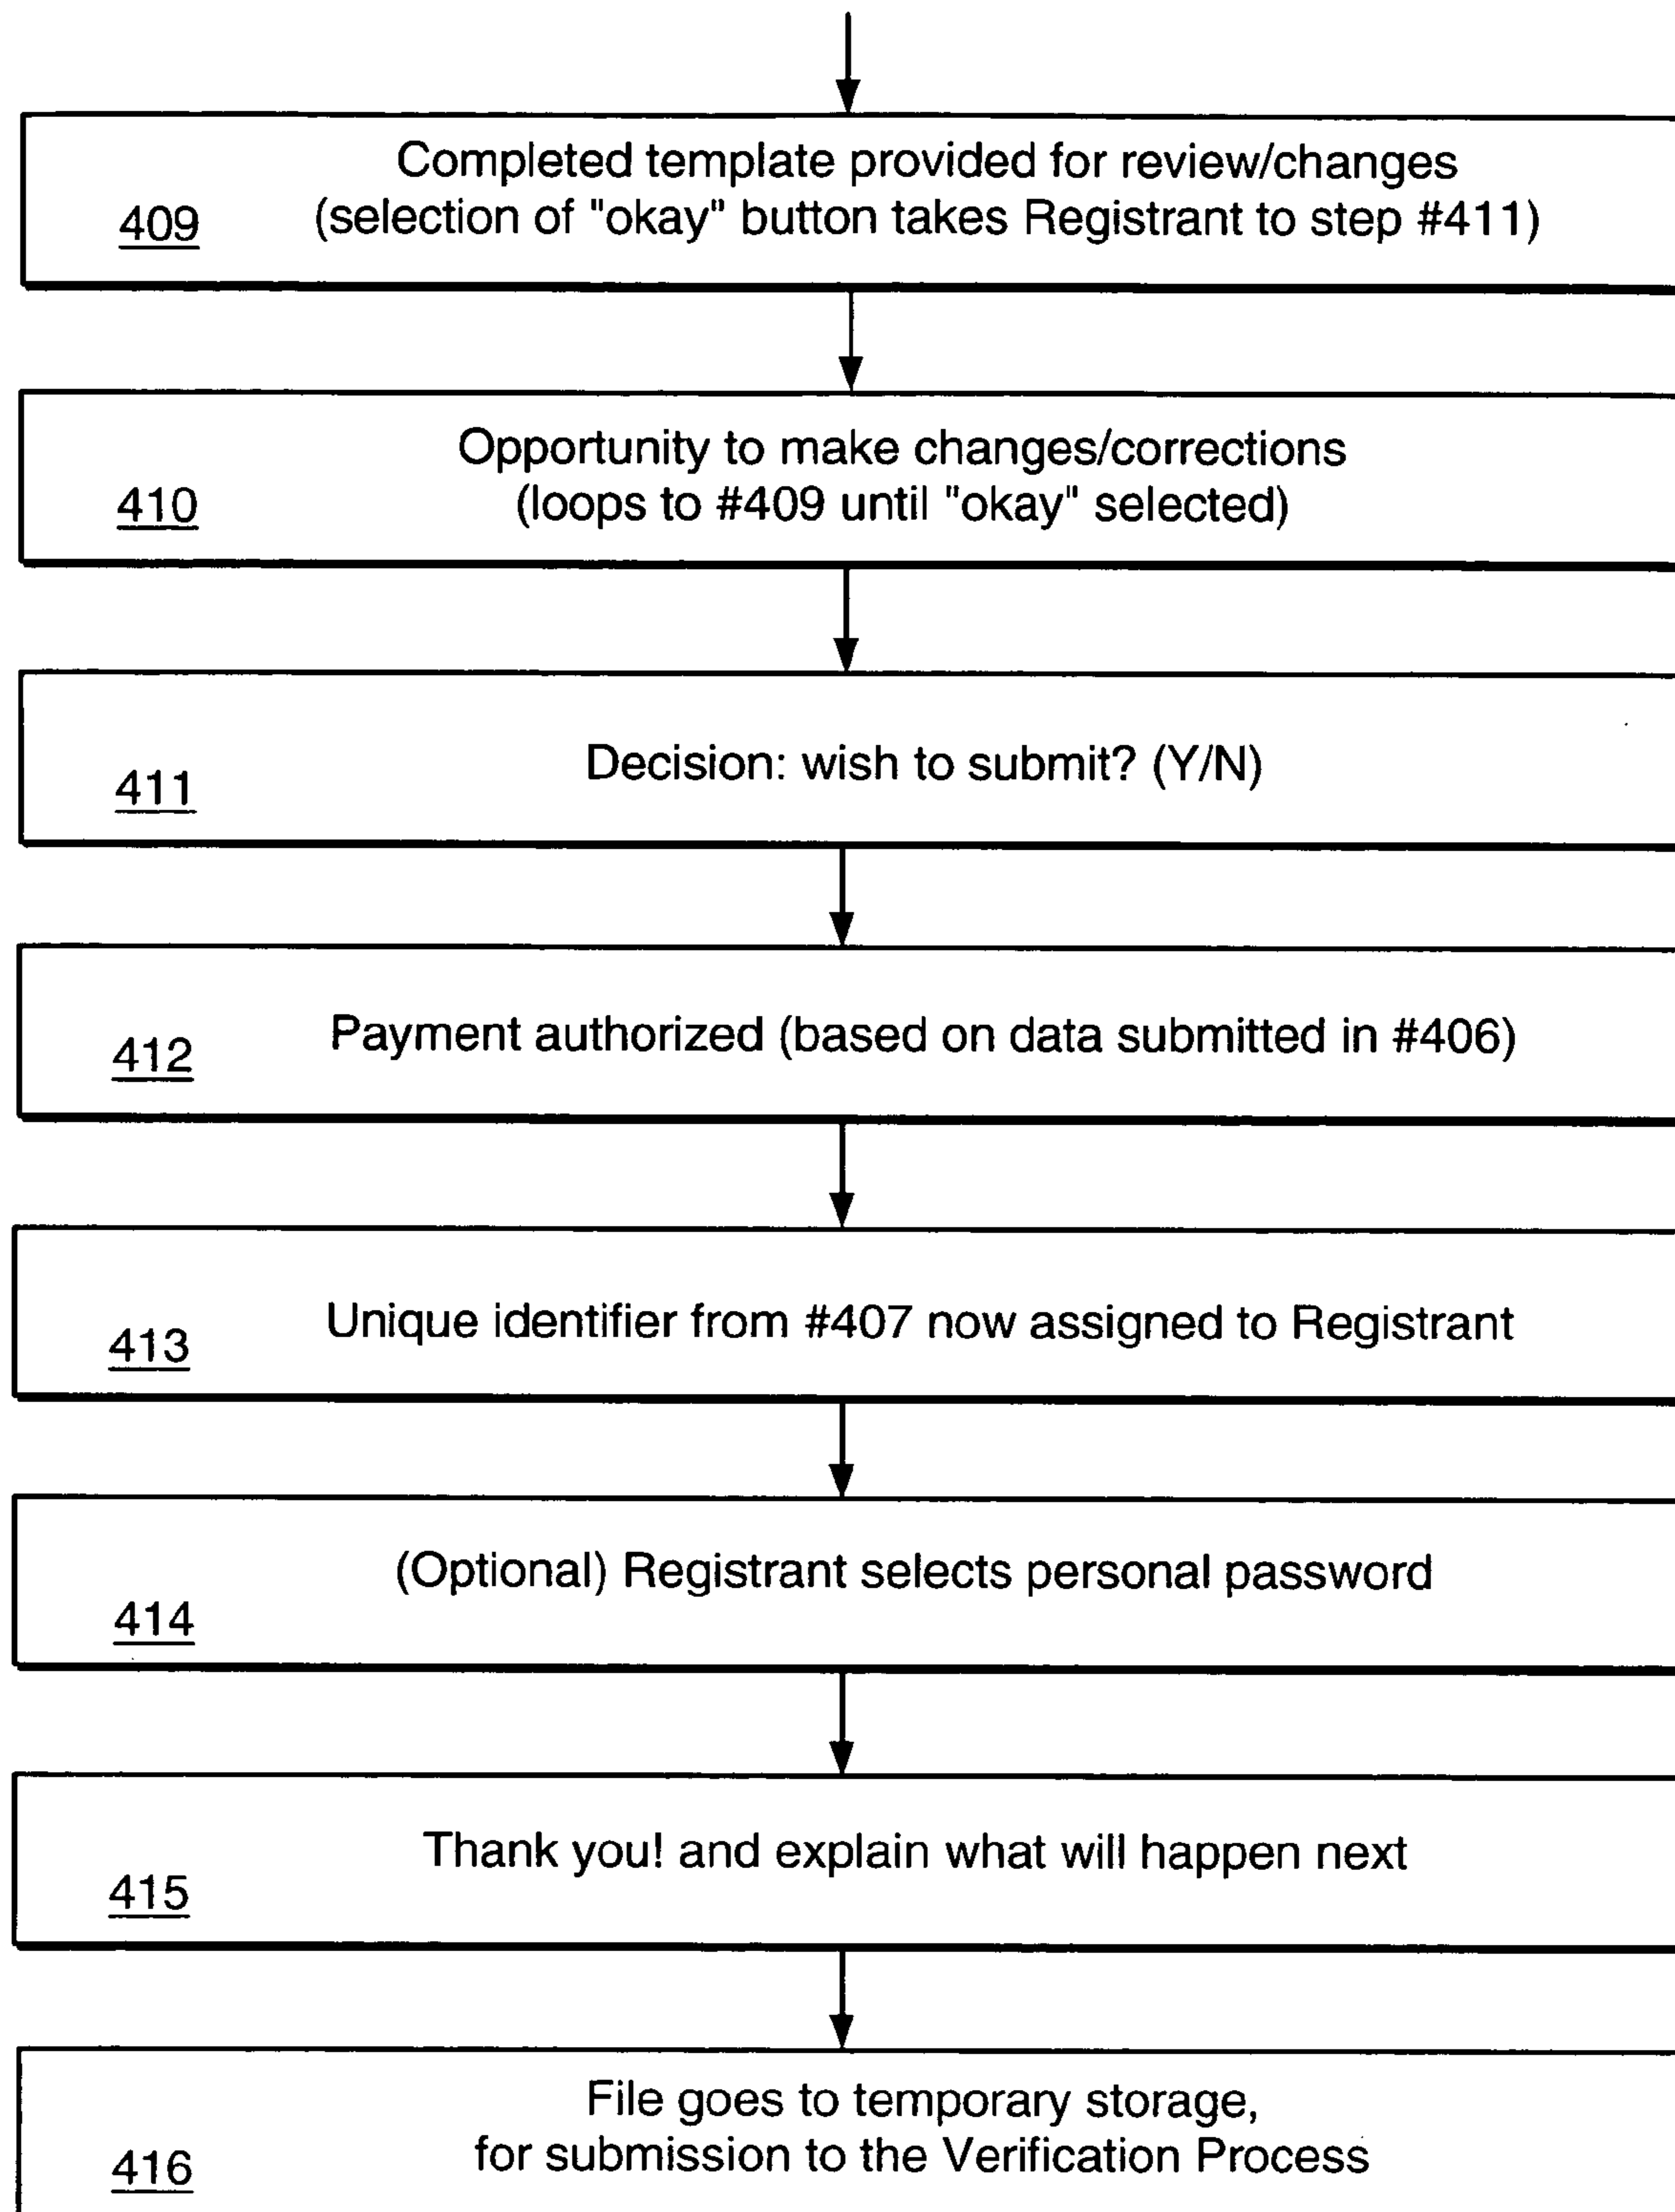 Completed template provided for review/changes
409 (selection of "okay" button takes Registrant to step #411)
Opportunity to make changes/corrections
410 (loops to #409 until "okay" selected)
Decision: wish to submit? (Y/N)
411
Payment authorized (based on data submitted in #406)
412
Unique identifier from #407 now assigned to Registrant
413
(Optional) Registrant selects personal password
414
Thank you! and explain what will happen next
415
File goes to temporary storage,
for submission to the Verification Process
416